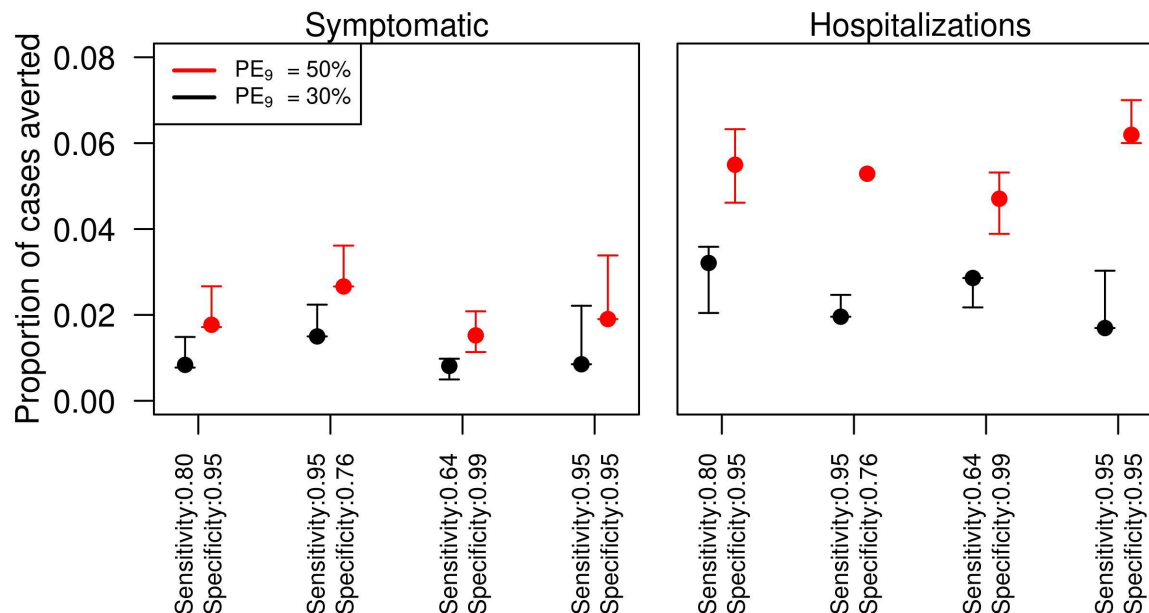 Symptomatic
Hospitalizations
Proportion of cases averted
0.08
0.06
0.04
0.02
0.00
PE₉ = 50%
PE₉ = 30%
Sensitivity:0.80
Specificity:0.95
Sensitivity:0.95
Specificity:0.76
Sensitivity:0.64
Specificity:0.99
Sensitivity:0.95
Specificity:0.95
Sensitivity:0.80
Specificity:0.95
Sensitivity:0.95
Specificity:0.76
Sensitivity:0.64
Specificity:0.99
Sensitivity:0.95
Specificity:0.95